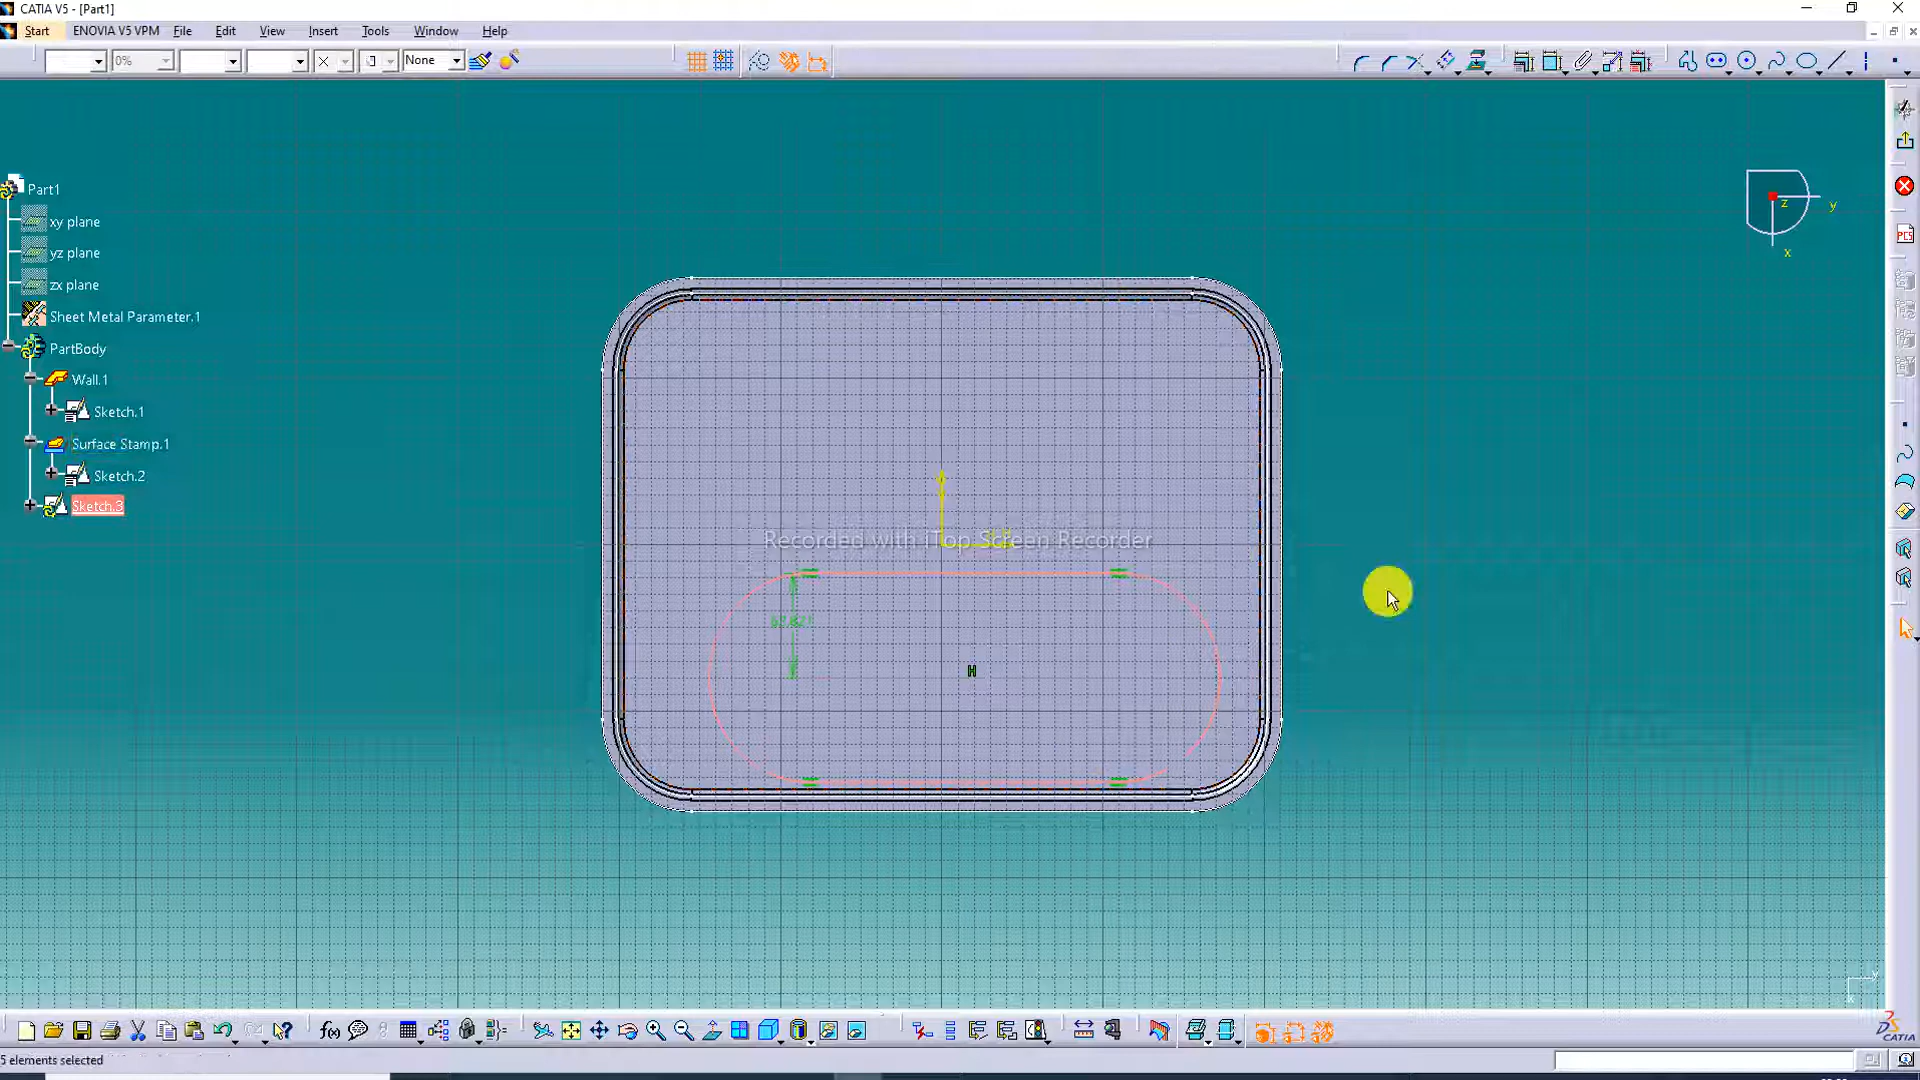 CATIA V5 - [Part1]
Start ENOVIA V5 VPM File Edit View Insert Tools Window Help
0% None
Part1
xy plane
yz plane
zx plane
Sheet Metal Parameter.1
PartBody
Wall.1
Sketch.1
Surface Stamp.1
Sketch.2
Sketch.3
z
y
x
Recorded with iTop Screen Recorder
H
PCS
f(x)
y
x
CATIA
5 elements selected